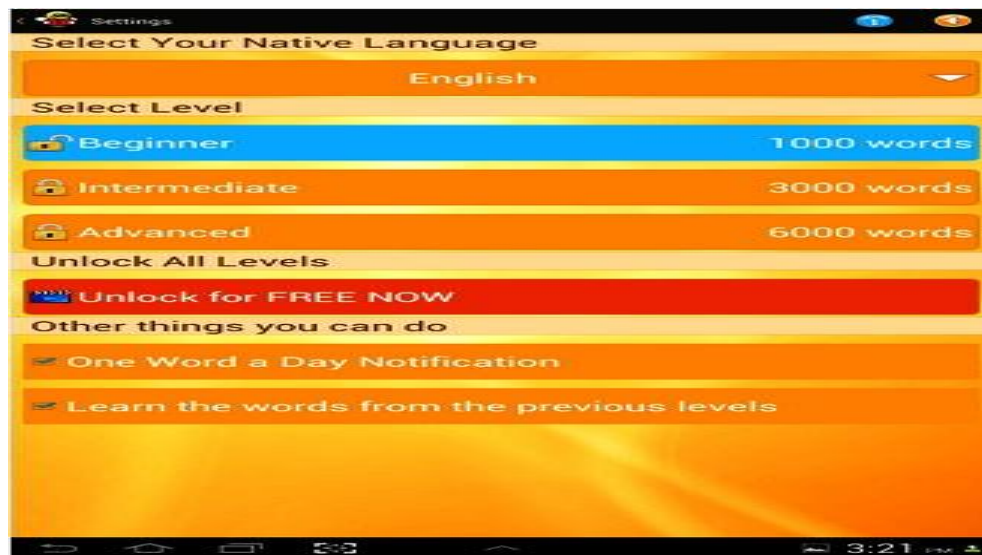 Settings
Select Your Native Language
English
Select Level
Beginner 1000 words
Intermediate 3000 words
Advanced 6000 words
Unlock All Levels
Unlock for FREE NOW
Other things you can do
One Word a Day Notification
Learn the words from the previous levels
3:21 PM